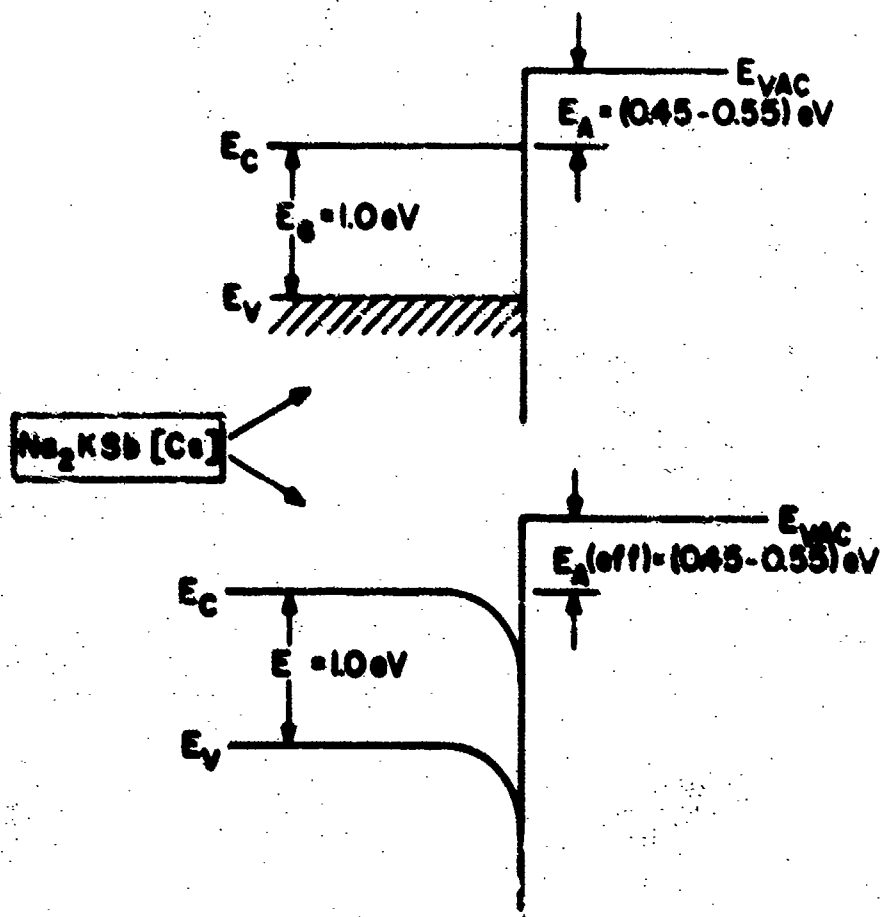 E_VAC
E_A = (0.45-0.55) eV
E_C
E_G = 1.0 eV
E_V
Na₂KSb [Cs]
E_VAC
E_A(eff) = (0.45-0.55) eV
E_C
E = 1.0 eV
E_V